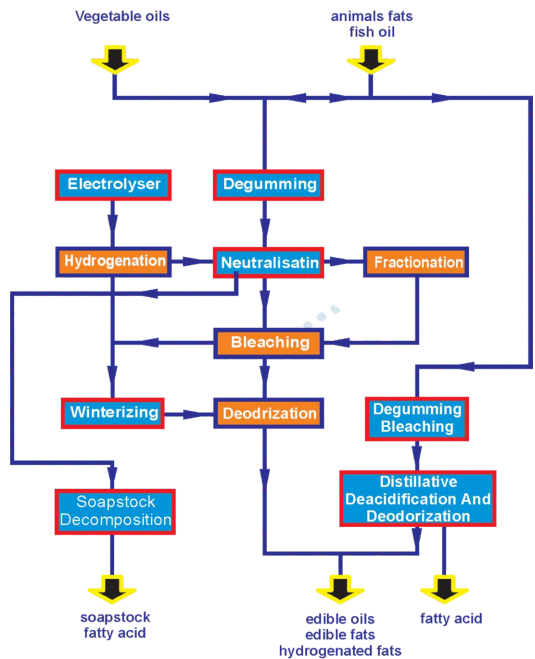 Vegetable oils
animals fats
fish oil
Electrolyser
Degumming
Hydrogenation
Neutralisatin
Fractionation
Bleaching
Winterizing
Deodrization
Degumming
Bleaching
Soapstock
Decomposition
Distillative
Deacidification And
Deodorization
soapstock
fatty acid
edible oils
edible fats
hydrogenated fats
fatty acid